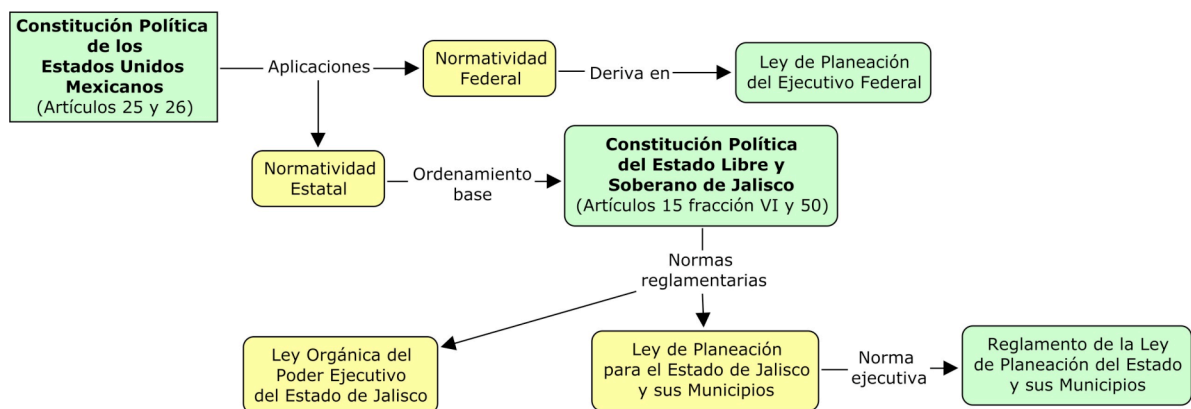 Constitución Política
de los
Estados Unidos
Mexicanos
(Artículos 25 y 26)
Aplicaciones
Normatividad
Federal
Deriva en
Ley de Planeación
del Ejecutivo Federal
Normatividad
Estatal
Ordenamiento
base
Constitución Política
del Estado Libre y
Soberano de Jalisco
(Artículos 15 fracción VI y 50)
Normas
reglamentarias
Ley Orgánica del
Poder Ejecutivo
del Estado de Jalisco
Ley de Planeación
para el Estado de Jalisco
y sus Municipios
Norma
ejecutiva
Reglamento de la Ley
de Planeación del Estado
y sus Municipios